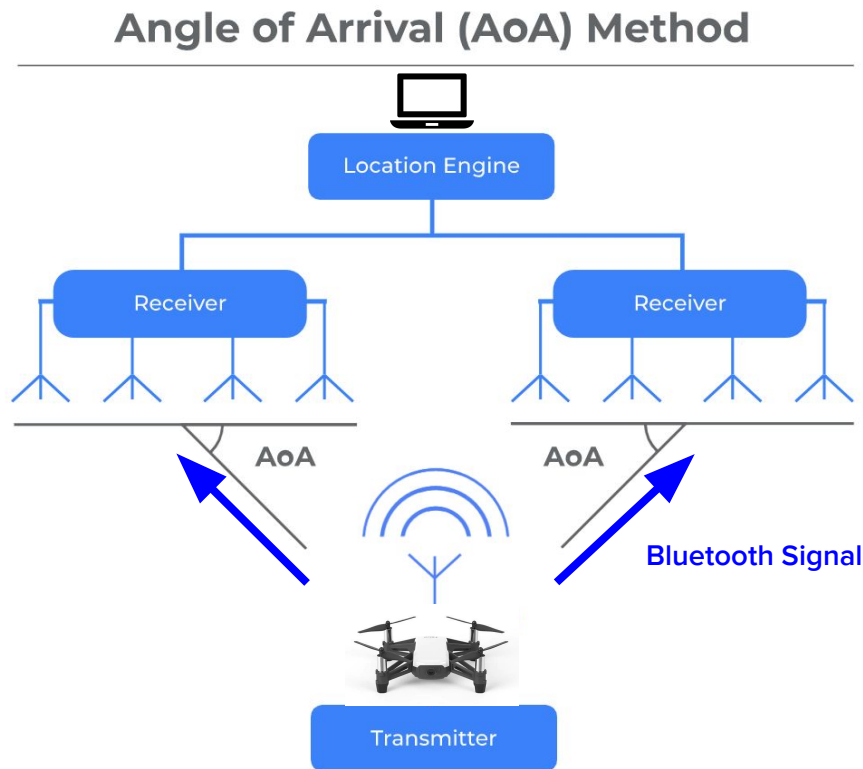 Angle of Arrival (AoA) Method
Location Engine
Receiver
Receiver
AoA
AoA
Bluetooth Signal
Transmitter